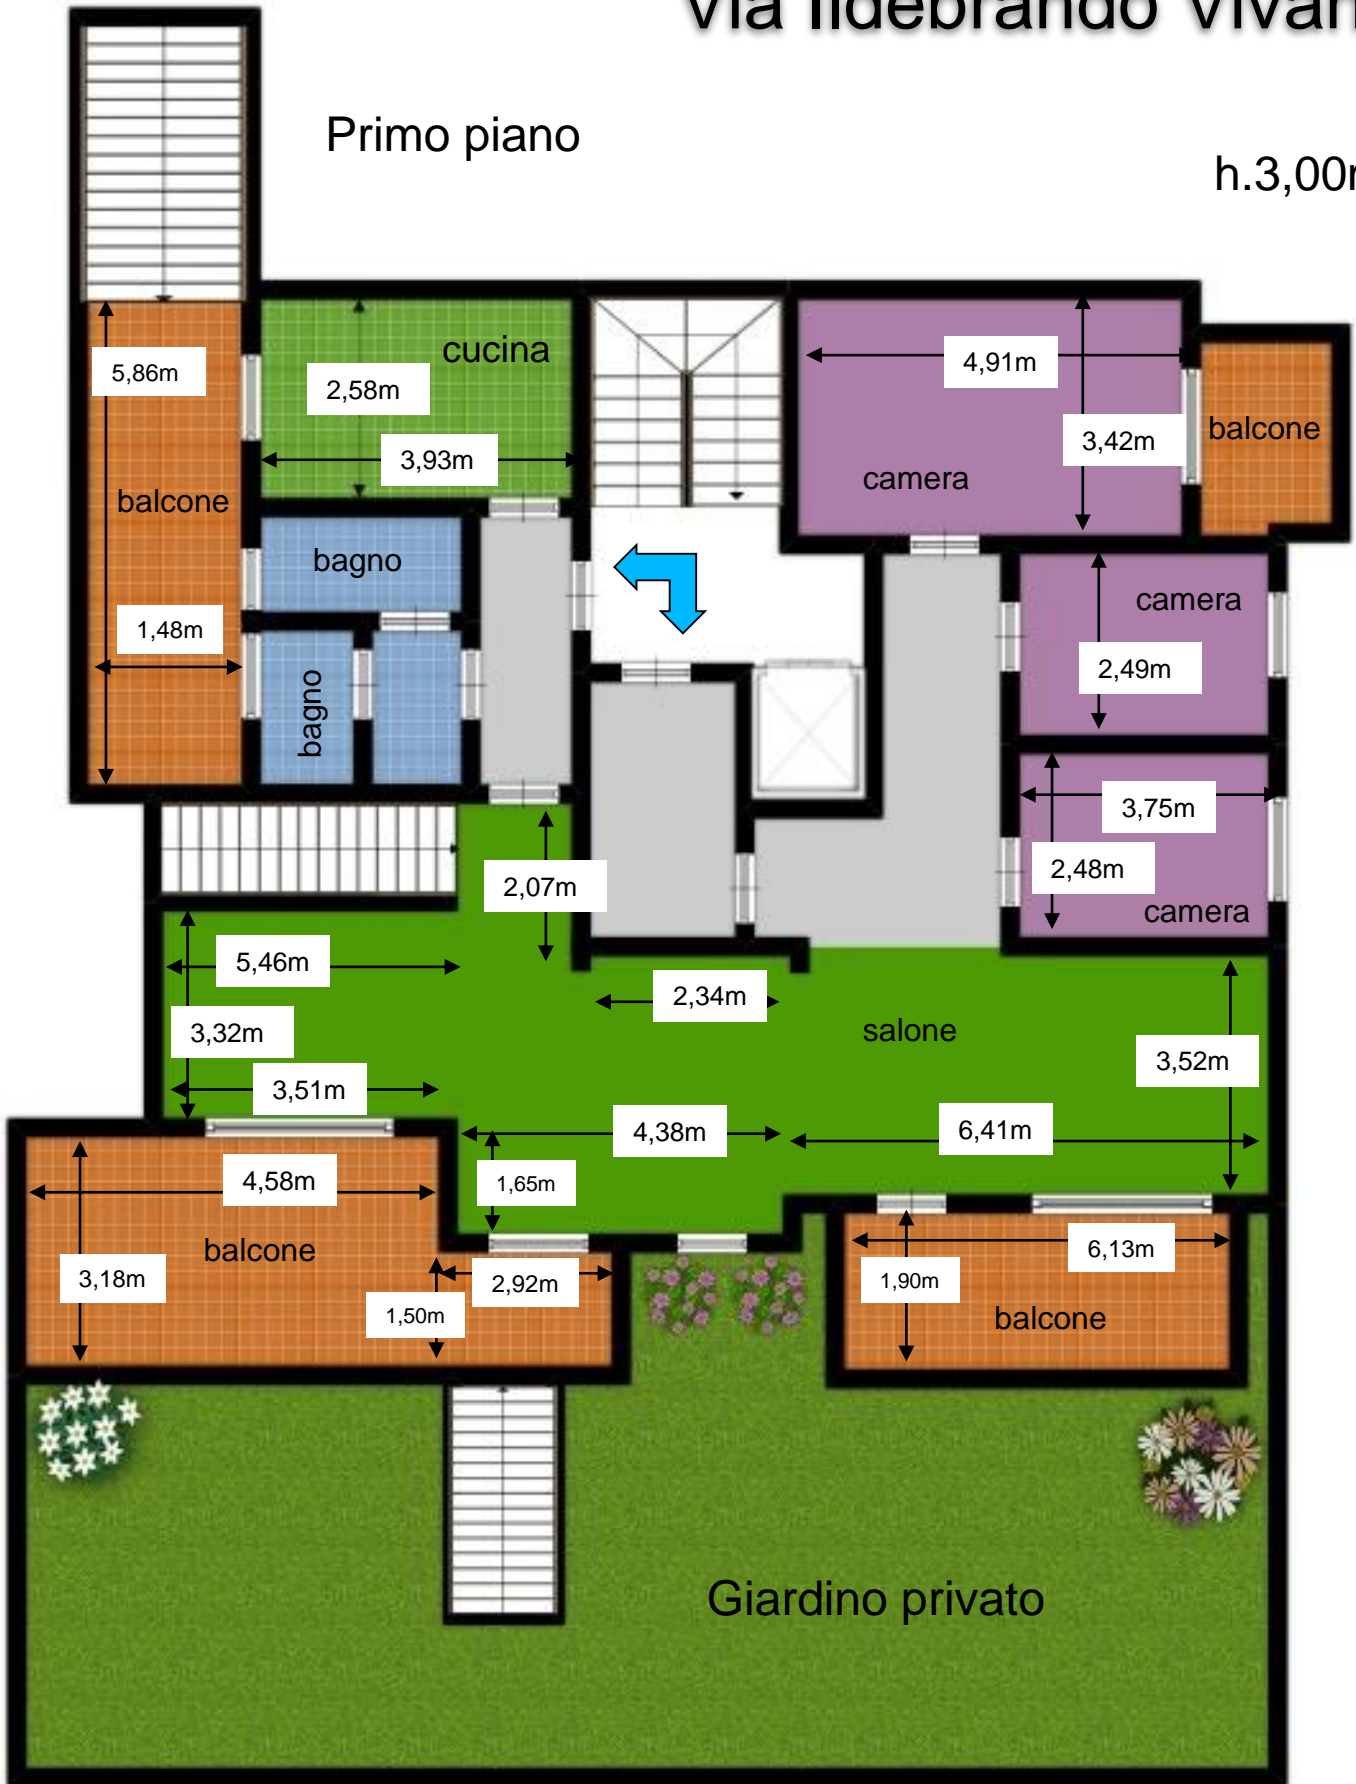 Via Ildebrando
Primo piano
h.3,00
5,86m
cucina
2,58m
4,91m
3,42m
balcone
3,93m
camera
balcone
bagno
camera
1,48m
2,49m
bagno
3,75m
2,48m
2,07m
camera
5,46m
2,34m
salone
3,32m
3,52m
3,51m
4,38m
6,41m
4,58m
1,65m
balcone
6,13m
3,18m
2,92m
1,90m
1,50m
balcone
Giardino privato